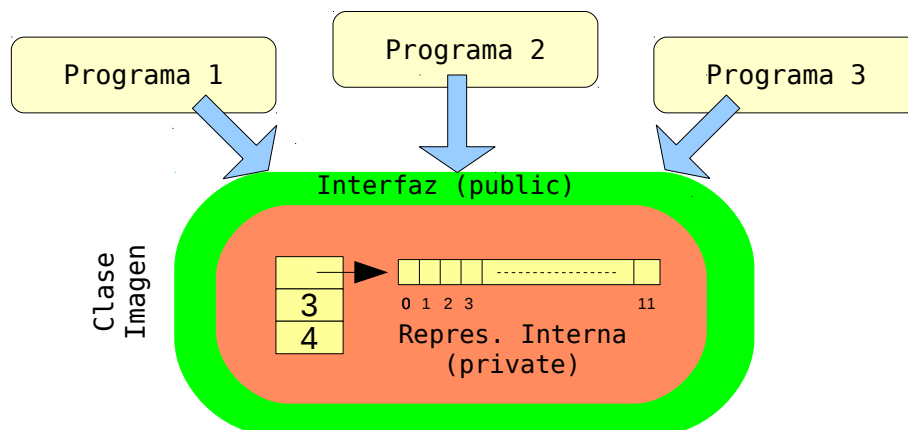 Programa 1
Programa 2
Programa 3
Interfaz (public)
Clase
Imagen
3
4
0 1 2 3 11
Repres. Interna
(private)